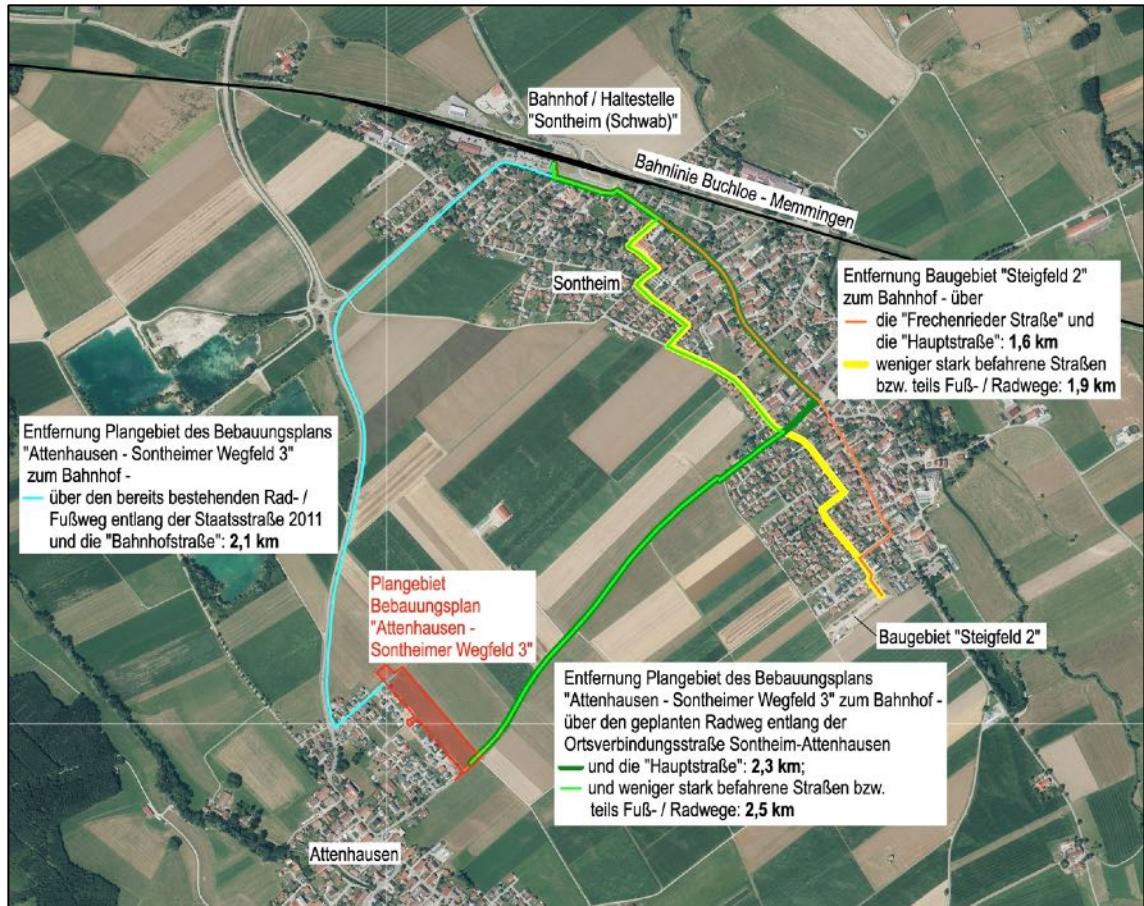 Bahnhof / Haltestelle
"Sontheim (Schwab)"
Bahnlinie Buchloe - Memmingen
Sontheim
Entfernung Baugebiet "Steigfeld 2"
zum Bahnhof - über
die "Frechenrieder Straße" und
die "Hauptstraße": 1,6 km
weniger stark befahrene Straßen
bzw. teils Fuß- / Radwege: 1,9 km
Entfernung Plangebiet des Bebauungsplans
"Attenhausen - Sontheimer Wegfeld 3"
zum Bahnhof -
über den bereits bestehenden Rad- /
Fußweg entlang der Staatsstraße 2011
und die "Bahnhofstraße": 2,1 km
Plangebiet
Bebauungsplan
"Attenhausen -
Sontheimer Wegfeld 3"
Baugebiet "Steigfeld 2"
Entfernung Plangebiet des Bebauungsplans
"Attenhausen - Sontheimer Wegfeld 3" zum Bahnhof -
über den geplanten Radweg entlang der
Ortsverbindungsstraße Sontheim-Attenhausen
und die "Hauptstraße": 2,3 km;
und weniger stark befahrene Straßen bzw.
teils Fuß- / Radwege: 2,5 km
Attenhausen